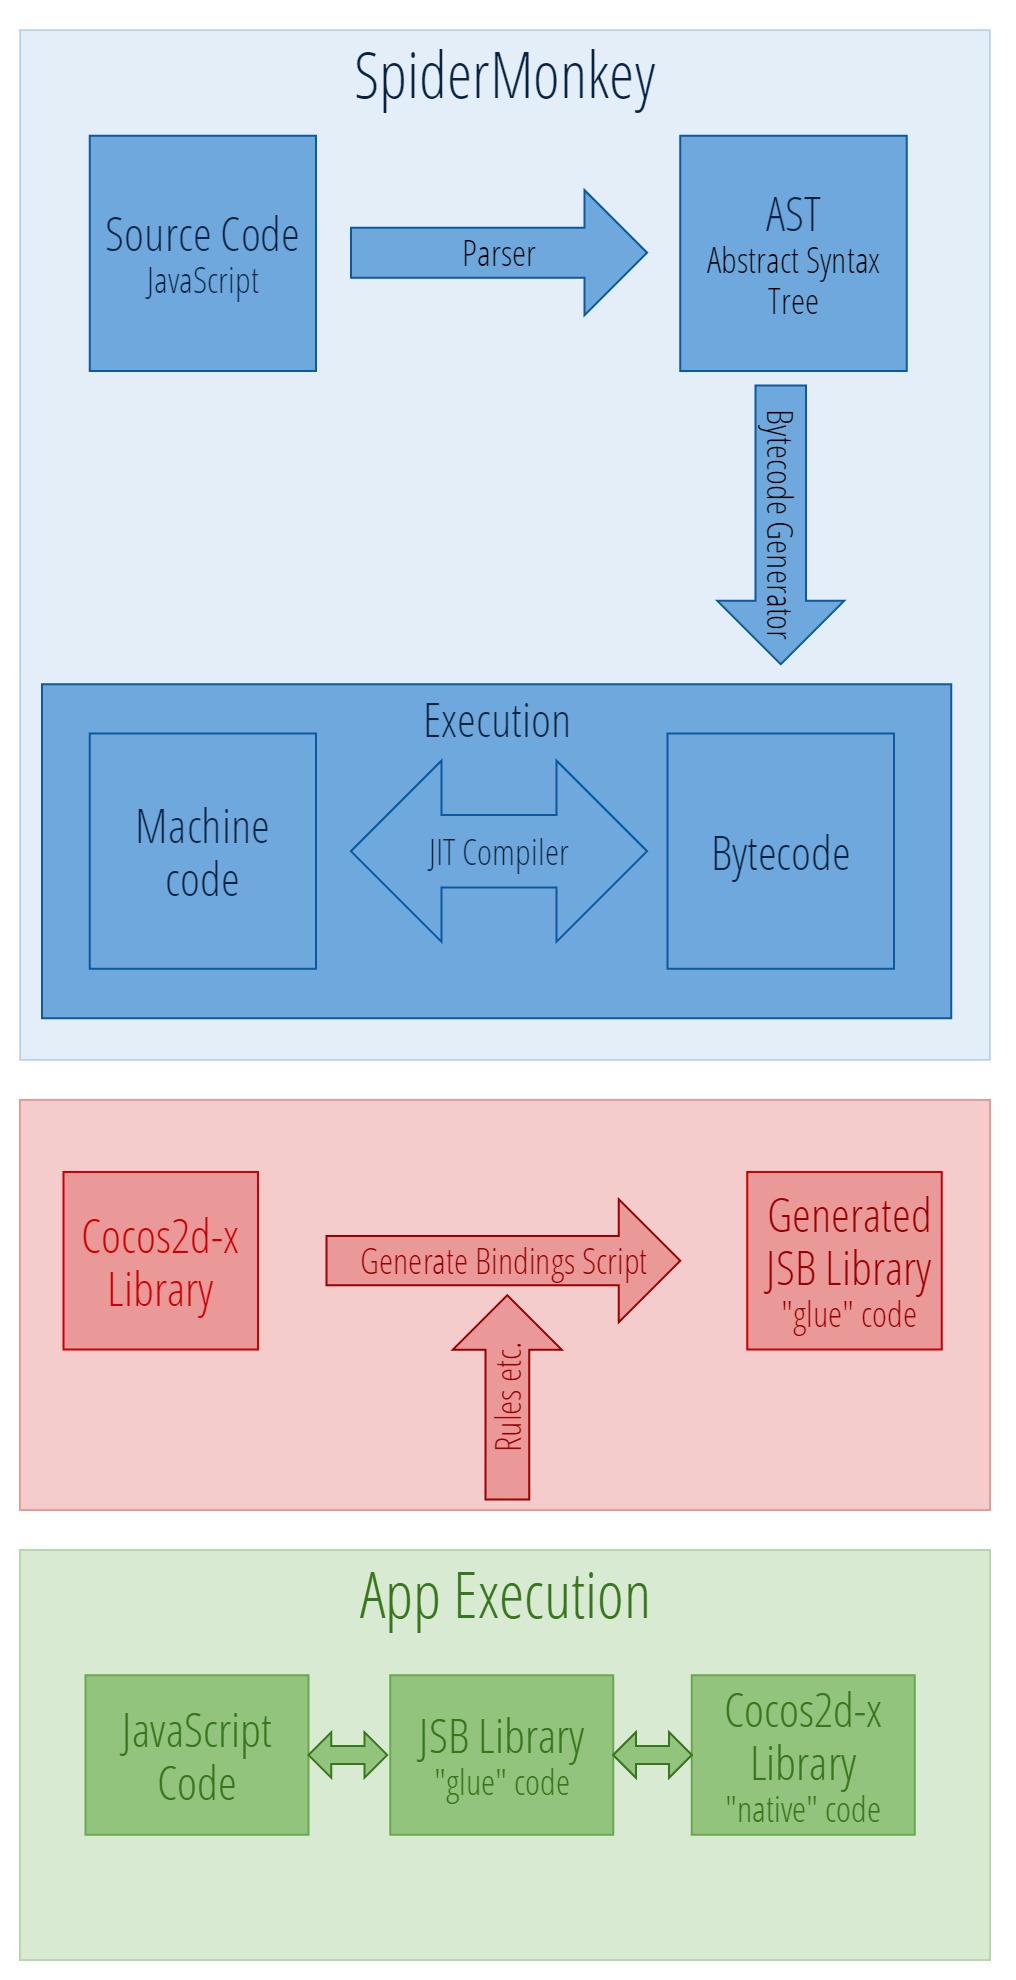 SpiderMonkey
Source Code
JavaScript
Parser
AST
Abstract Syntax
Tree
Bytecode Generator
Execution
Machine
code
JIT Compiler
Bytecode
Cocos2d-x
Library
Generate Bindings Script
Rules etc.
Generated
JSB Library
"glue" code
App Execution
JavaScript
Code
JSB Library
"glue" code
Cocos2d-x
Library
"native" code